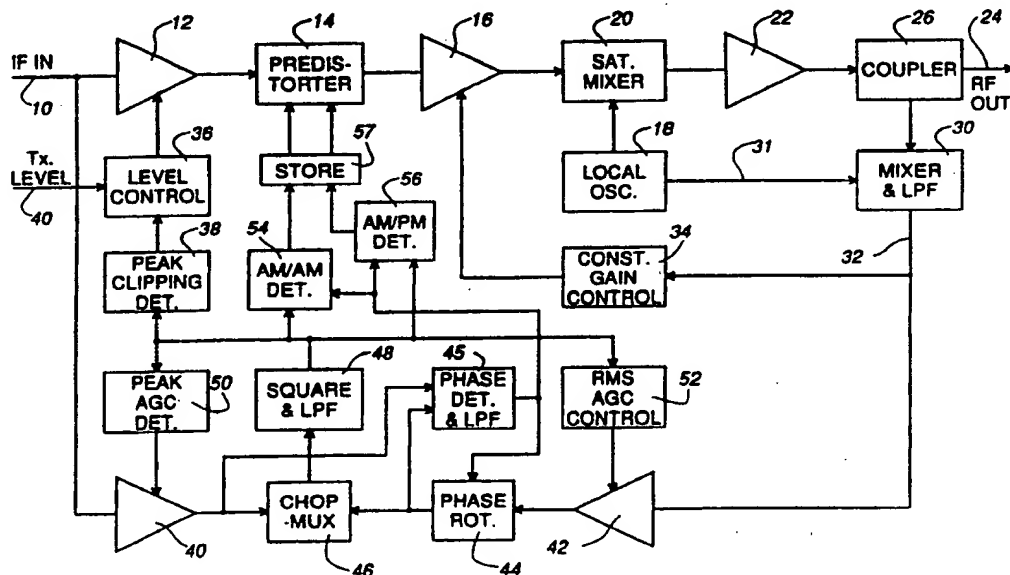 12
14
16
20
22
26
24
IF IN
10
PREDIS-
TORTER
SAT.
MIXER
COUPLER
RF
OUT
Tx.
LEVEL
40
36
LEVEL
CONTROL
57
STORE
18
LOCAL
OSC.
31
30
MIXER
& LPF
38
PEAK
CLIPPING
DET.
54
AM/AM
DET.
56
AM/PM
DET.
34
CONST.
GAIN
CONTROL
32
PEAK
AGC
DET.
50
48
SQUARE
& LPF
45
PHASE
DET.
& LPF
RMS
AGC
CONTROL
52
40
CHOP
-MUX
46
PHASE
ROT.
44
42